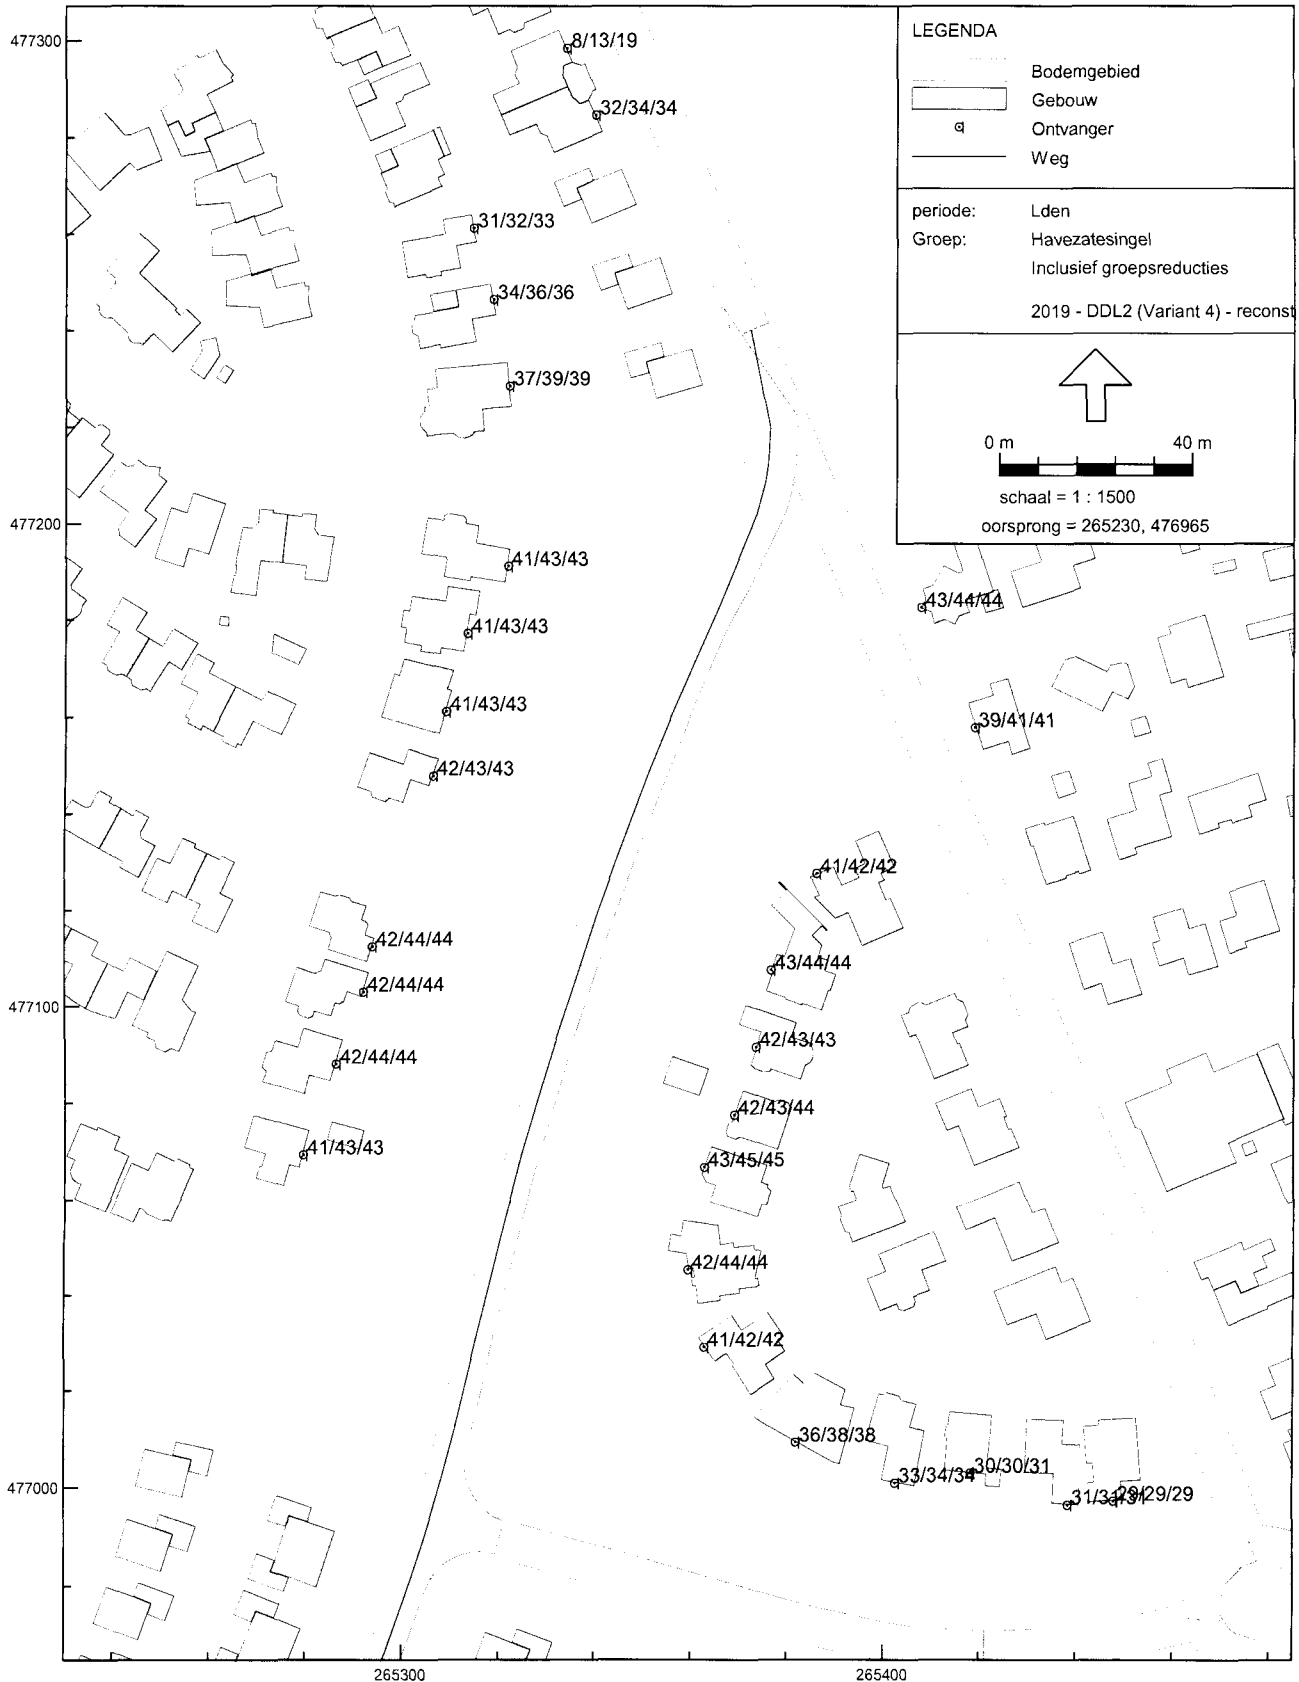 LEGENDA
Bodemgebied
Gebouw
Ontvanger
Weg
periode: Lden
Groep: Havezatesingel
Inclusief groepsreducties
2019 - DDL2 (Variant 4) - reconst
0 m 40 m
schaal = 1 : 1500
oorsprong = 265230, 476965
477300
8/13/19
32/34/34
31/32/33
34/36/36
37/39/39
477200
41/43/43
43/44/44
41/43/43
41/43/43
39/41/41
42/43/43
41/42/42
42/44/44
43/44/44
42/44/44
477100
42/43/43
42/44/44
42/43/44
41/43/43
43/45/45
42/44/44
41/42/42
36/38/38
33/34/34
30/30/31
477000
31/31/31
29/29/29
265300
265400